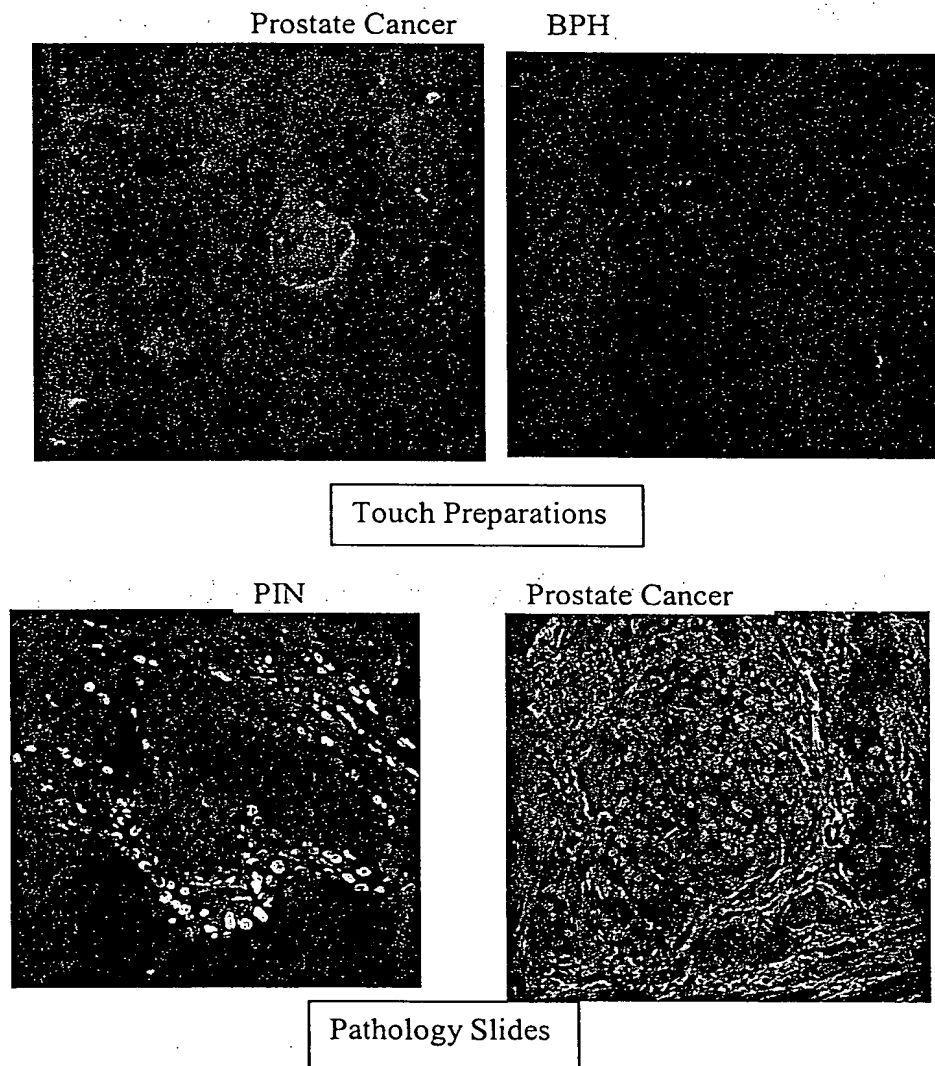 Prostate Cancer BPH
Touch Preparations
PIN Prostate Cancer
Pathology Slides